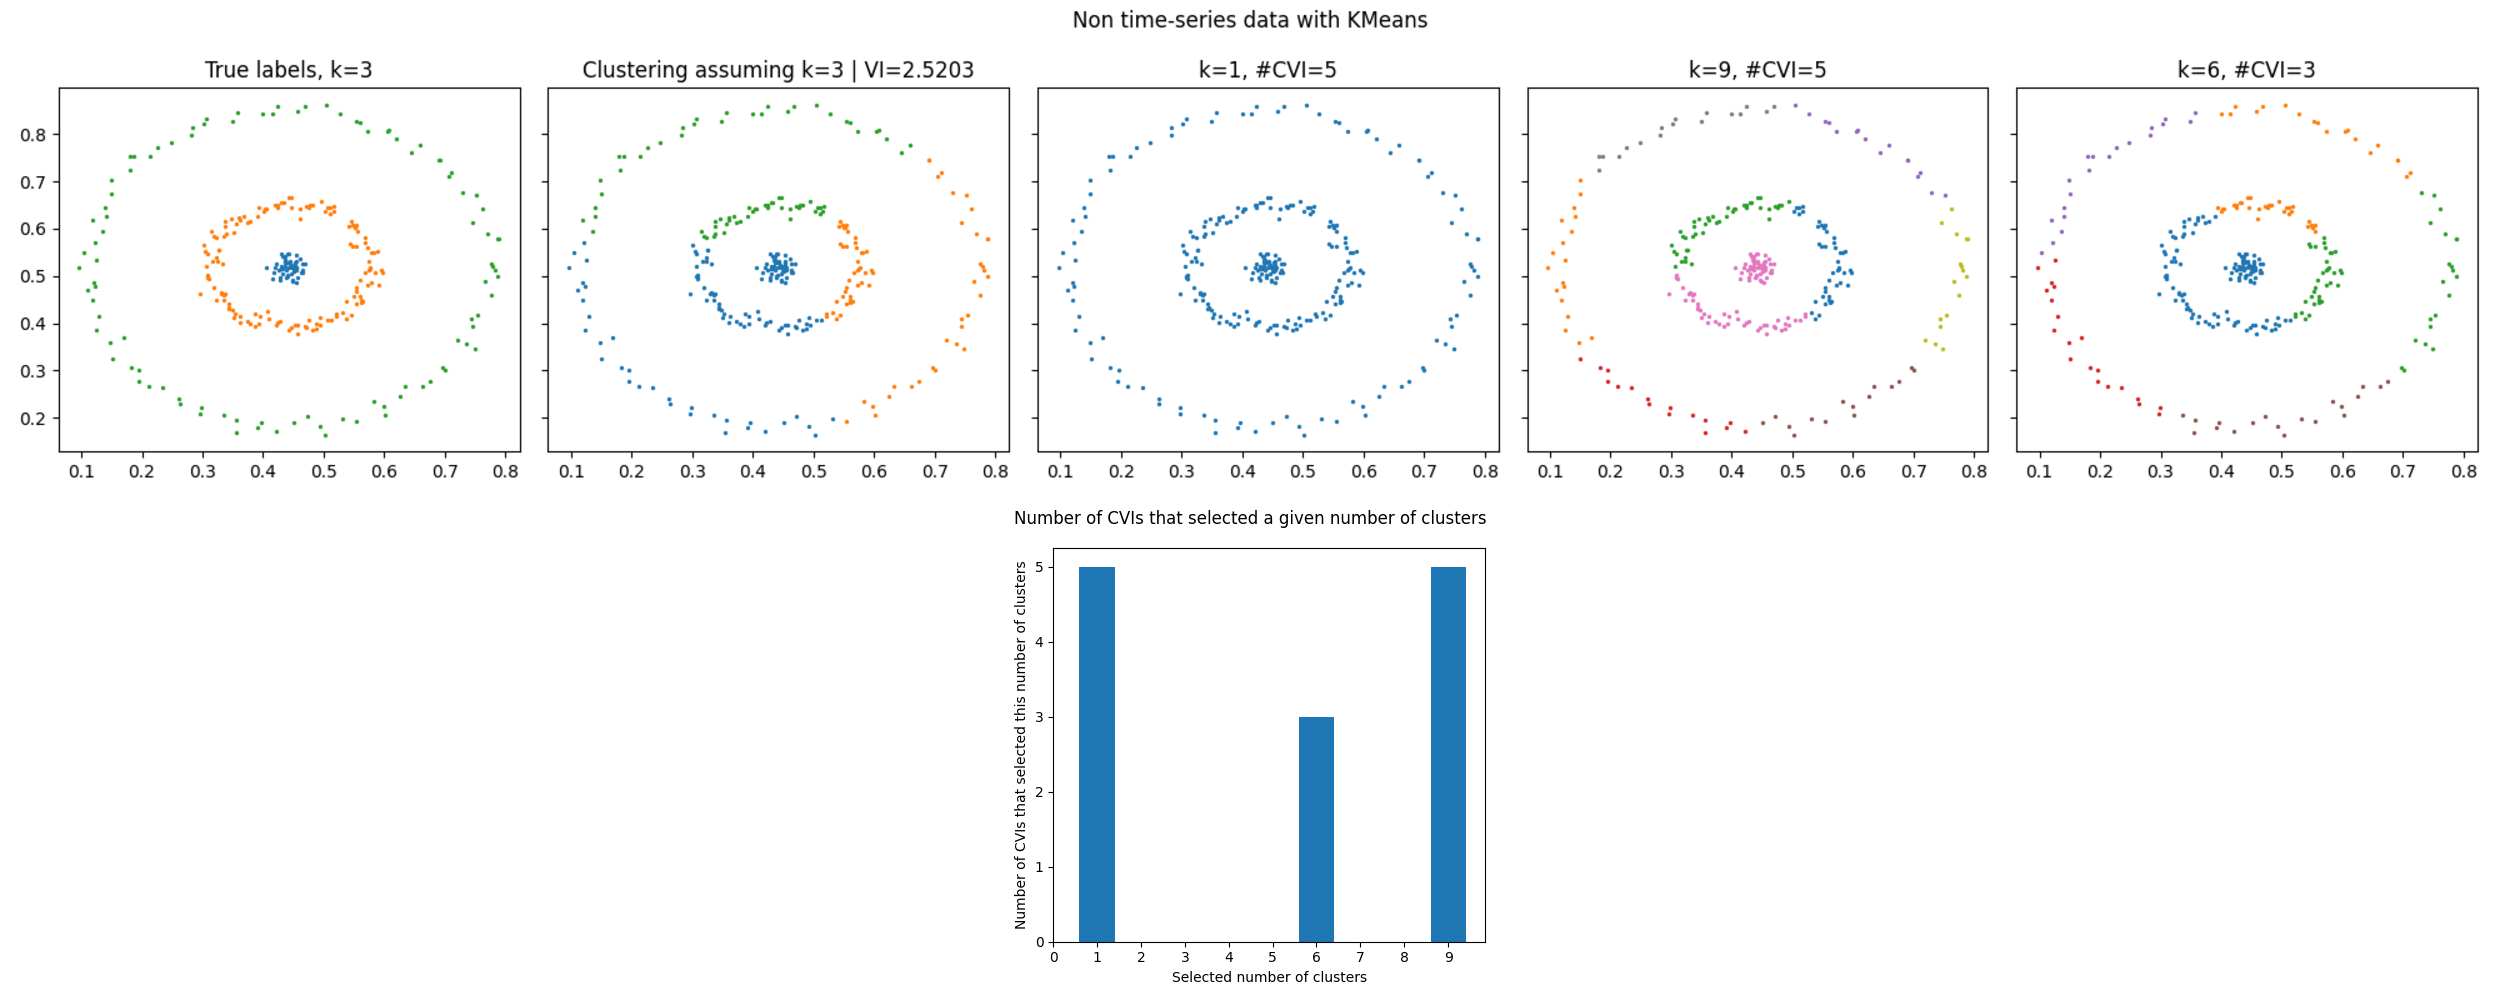 Non time-series data with KMeans
True labels, k=3
Clustering assuming k=3 | VI=2.5203
k=1, #CVI=5
k=9, #CVI=5
k=6, #CVI=3
0.8
0.7
0.6
0.5
0.4
0.3
0.2
0.1 0.2 0.3 0.4 0.5 0.6 0.7 0.8
0.1 0.2 0.3 0.4 0.5 0.6 0.7 0.8
0.1 0.2 0.3 0.4 0.5 0.6 0.7 0.8
0.1 0.2 0.3 0.4 0.5 0.6 0.7 0.8
0.1 0.2 0.3 0.4 0.5 0.6 0.7 0.8
Number of CVIs that selected a given number of clusters
Number of CVIs that selected this number of clusters
5
4
3
2
1
0
0 1 2 3 4 5 6 7 8 9
Selected number of clusters